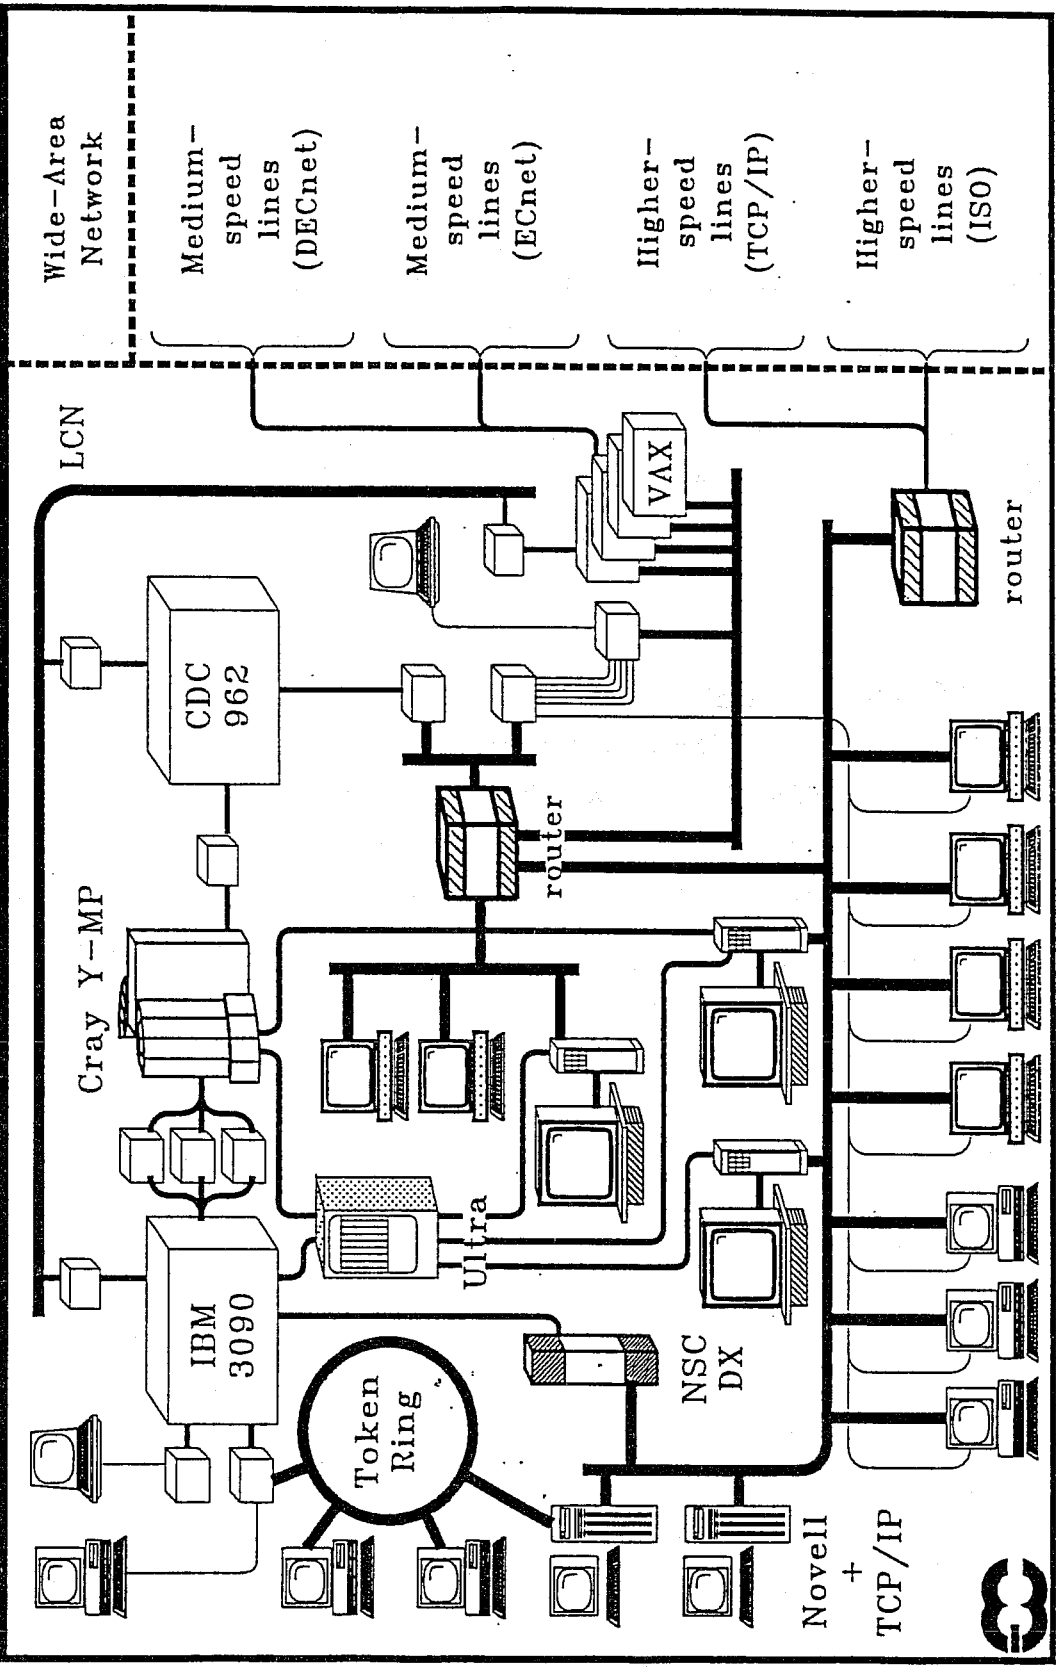 Wide-Area
Network
Medium-
speed
lines
(DECnet)
Medium-
speed
lines
(ECnet)
Higher-
speed
lines
(TCP/IP)
Higher-
speed
lines
(ISO)
LCN
CDC
962
VAX
router
router
Cray Y-MP
Ultra
IBM
3090
Token
Ring
NSC
DX
Novell
+
TCP/IP